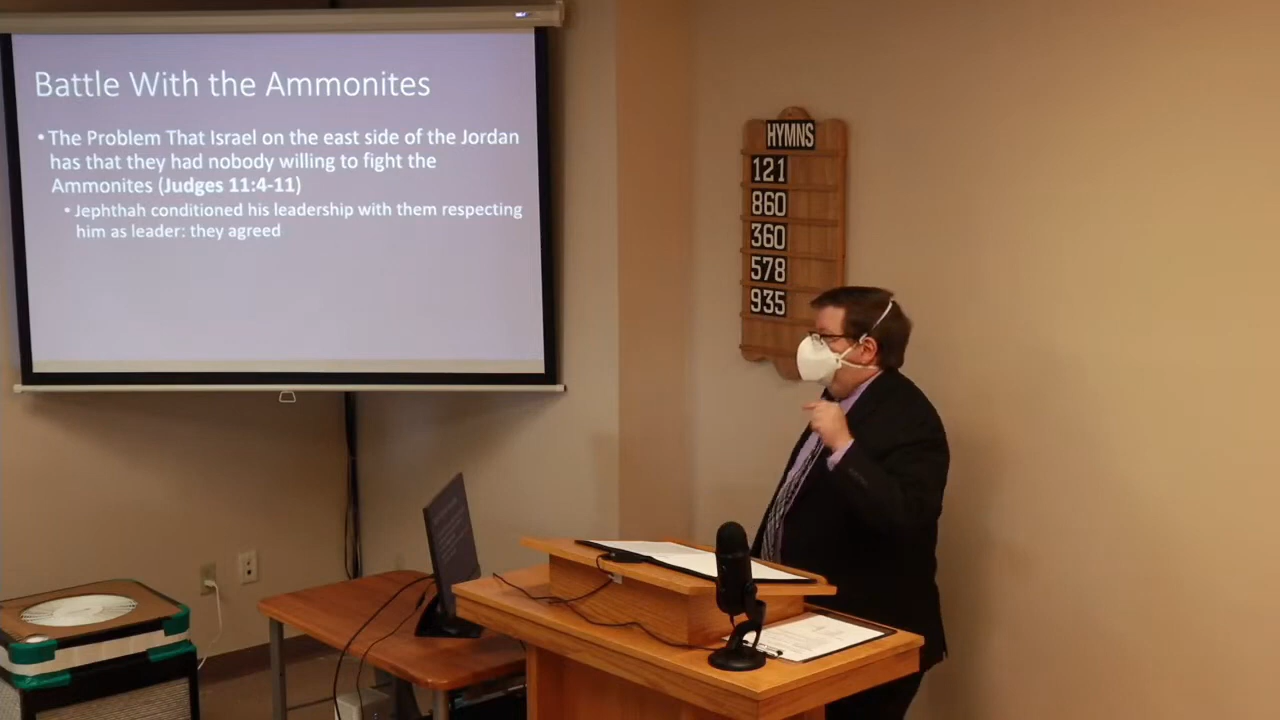 Battle With the Ammonites
• The Problem That Israel on the east side of the Jordan
has that they had nobody willing to fight the
Ammonites (Judges 11:4-11)
• Jephthah conditioned his leadership with them respecting
him as leader: they agreed
HYMNS
121
860
360
578
935